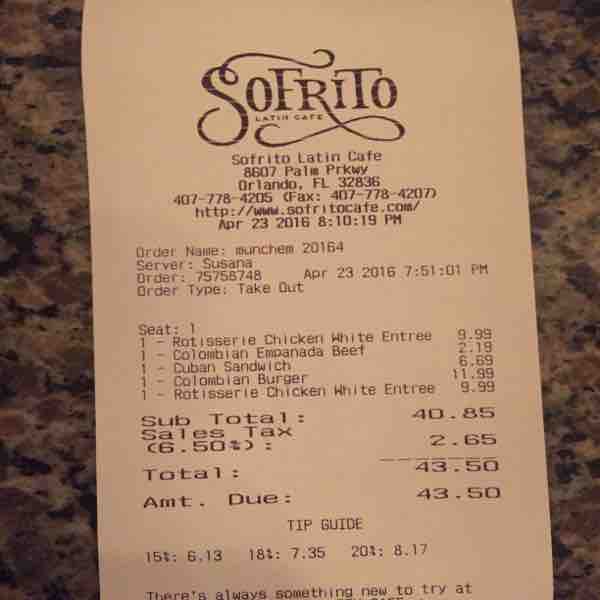 SOFRITO
LATIN CAFE
Sofrito Latin Cafe
8607 Palm Prkwy
Orlando, FL 32836
407-778-4205 (Fax: 407-778-4207)
http://www.sofritocafe.com/
Apr 23 2016 8:10:19 PM
Order Name: munchem 20164
Server: Susana
Order: 75758748 Apr 23 2016 7:51:01 PM
Order Type: Take Out
Seat: 1
1 - Rotisserie Chicken White Entree 9.99
1 - Colombian Empanada Beef 2.19
1 - Cuban Sandwich 6.69
1 - Colombian Burger 11.99
1 - Rotisserie Chicken White Entree 9.99
Sub Total: 40.85
Sales Tax
(6.50%): 2.65
Total: 43.50
Amt. Due: 43.50
TIP GUIDE
15%: 6.13 18%: 7.35 20%: 8.17
There's always something new to try at